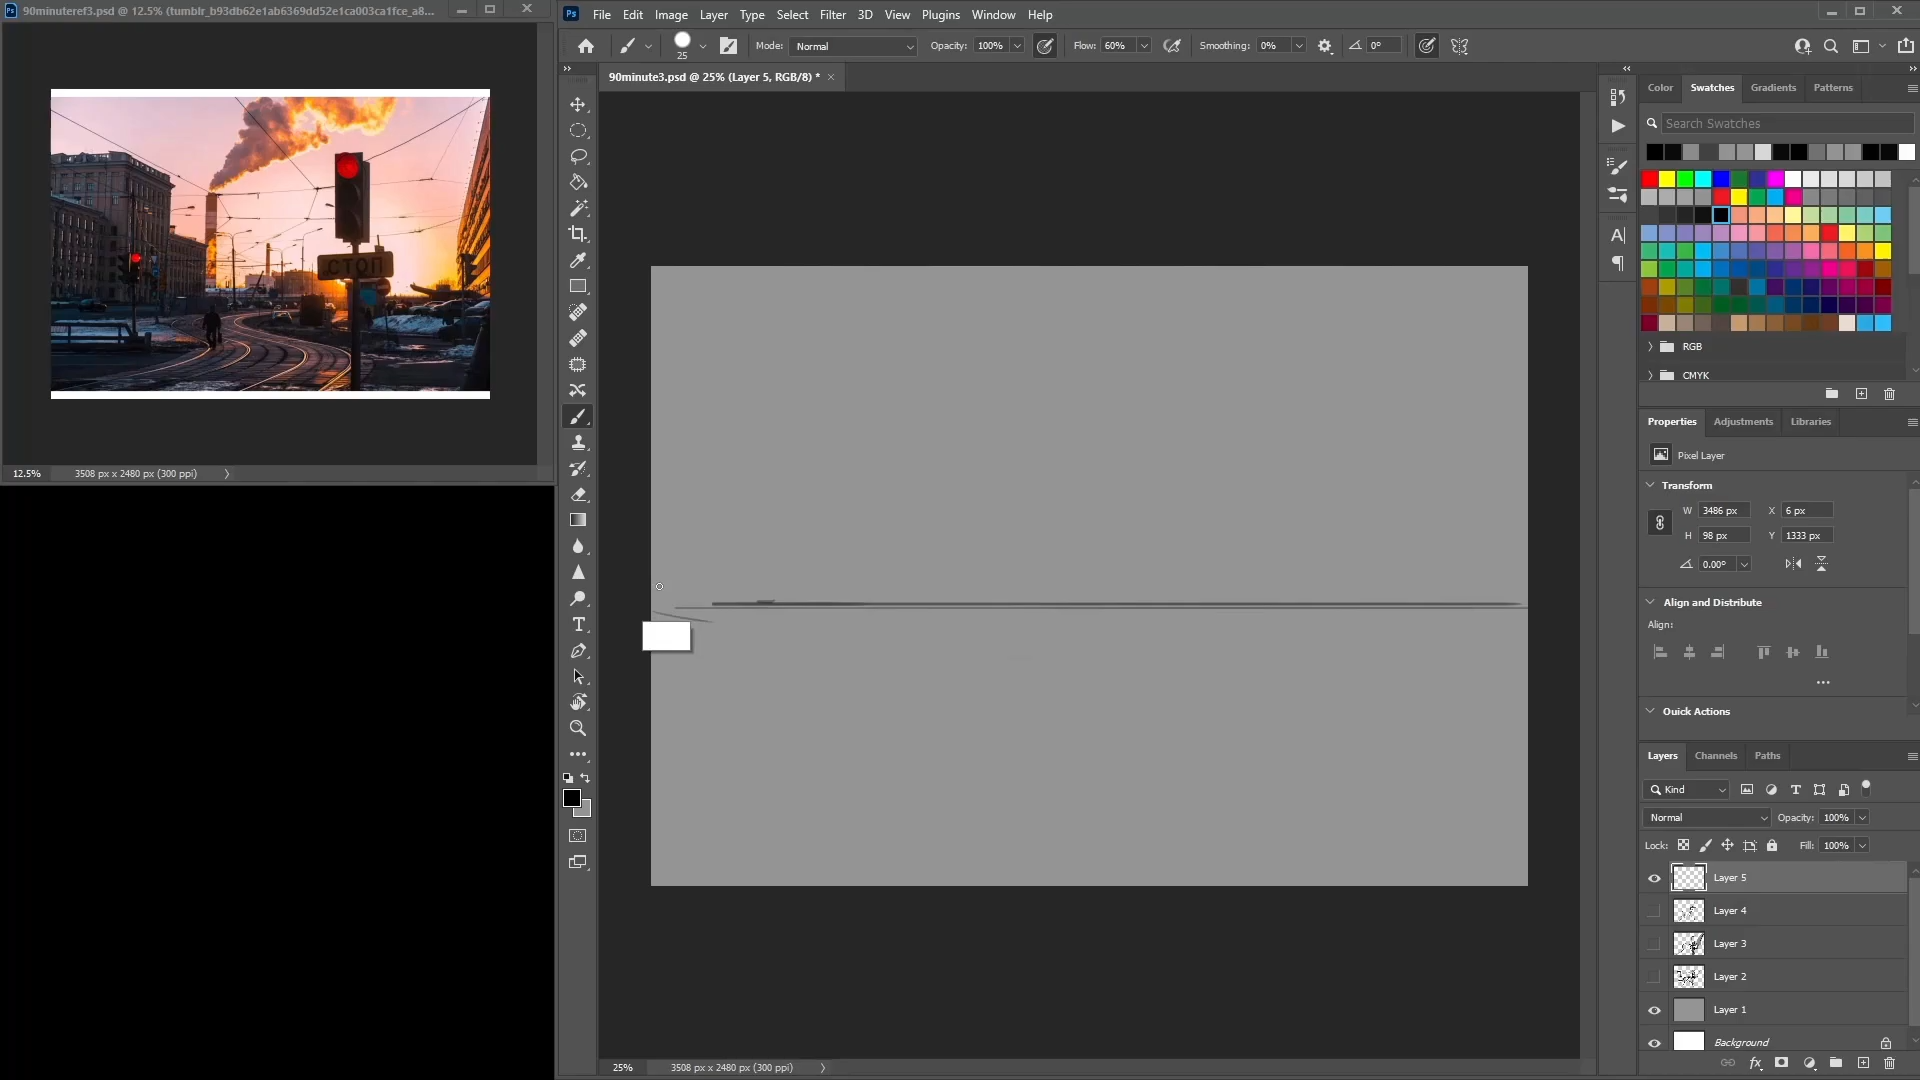 90minuteref3.psd @ 12.5% (tumblr_b93db62e1ab6369dd52e1ca003ca1fce_a8...
СТОП
12.5%
3508 px x 2480 px (300 ppi)
File Edit Image Layer Type Select Filter 3D View Plugins Window Help
25
Mode: Normal
Opacity: 100%
Flow: 60%
Smoothing: 0%
0°
90minute3.psd @ 25% (Layer 5, RGB/8) *
25%
3508 px x 2480 px (300 ppi)
Color Swatches Gradients Patterns
Search Swatches
RGB
CMYK
Properties Adjustments Libraries
Pixel Layer
Transform
W 3486 px X 6 px
H 98 px Y 1333 px
0.00°
Align and Distribute
Align:
Quick Actions
Layers Channels Paths
Kind
Normal Opacity: 100%
Lock: Fill: 100%
Layer 5
Layer 4
Layer 3
Layer 2
Layer 1
Background